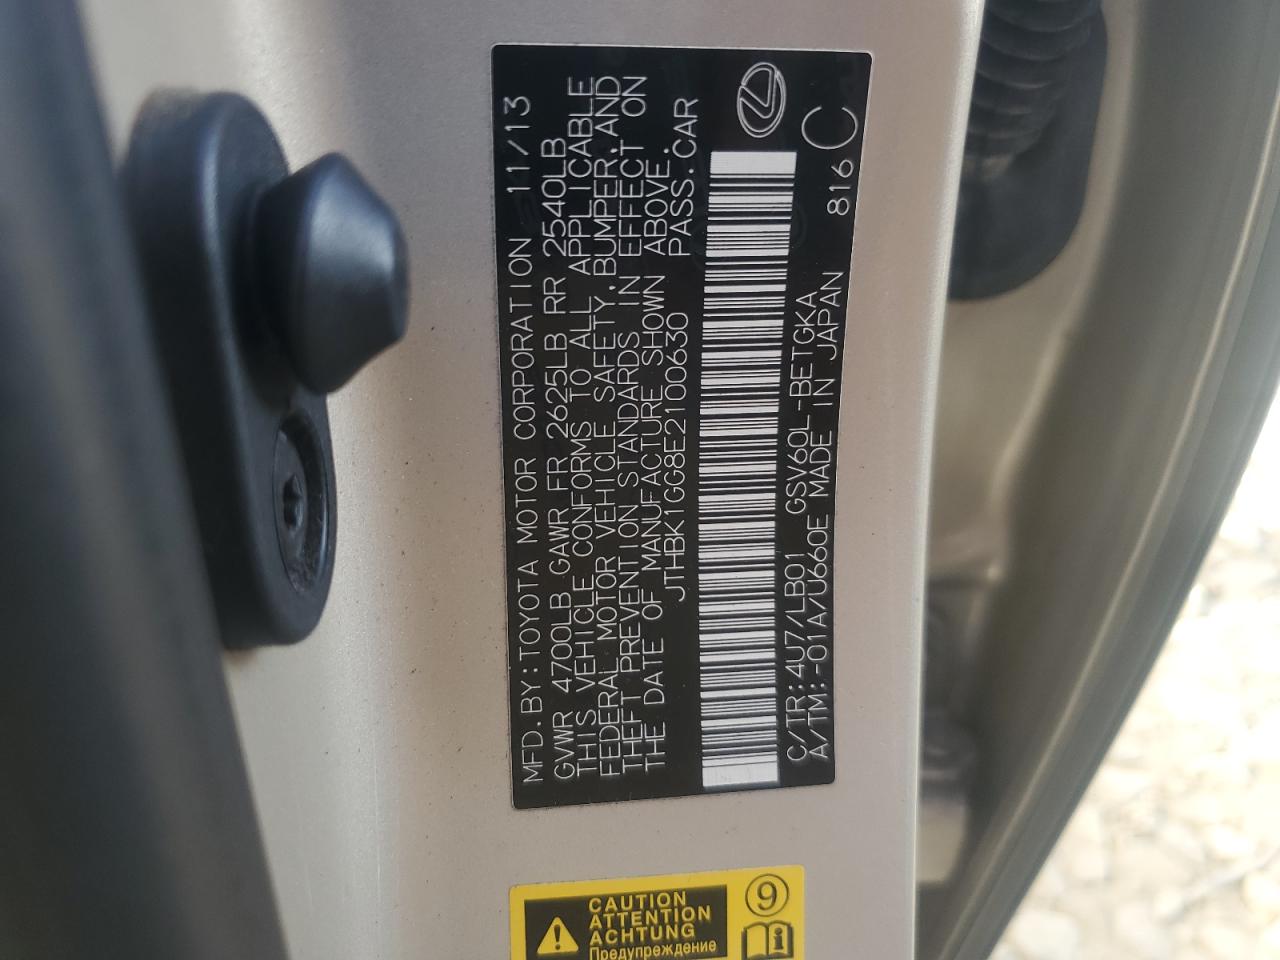 MFD.BY:TOYOTA MOTOR CORPORATION 11/13
GVWR 4700LB GAWR FR 2625LB RR 2540LB
THIS VEHICLE CONFORMS TO ALL APPLICABLE
FEDERAL MOTOR VEHICLE SAFETY,BUMPER,AND
THEFT PREVENTION STANDARDS IN EFFECT ON
THE DATE OF MANUFACTURE SHOWN ABOVE.
JTHBK1GG8E2100630 PASS.CAR
C/TR:4U7/LB01 GSV60L-BETGKA 816 C
A/TM:-01A/U660E MADE IN JAPAN
CAUTION
ATTENTION
ACHTUNG
Предупреждение
9